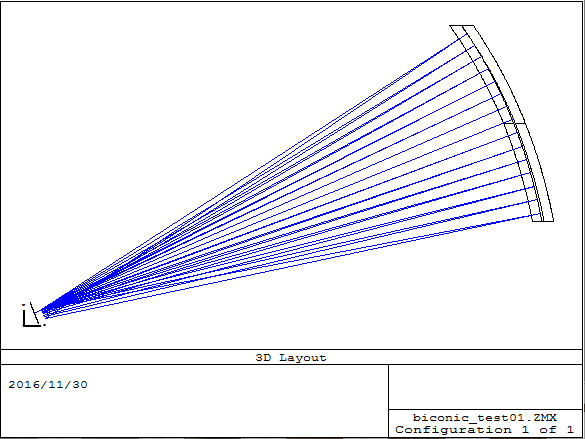 3D Layout
2016/11/30
biconic_test01.ZMX
Configuration 1 of 1